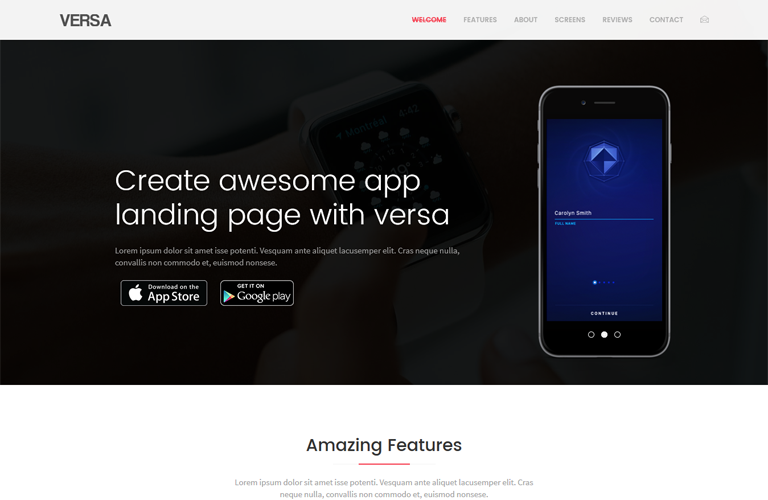 VERSA
WELCOME FEATURES ABOUT SCREENS REVIEWS CONTACT
Montréal 4:42
Create awesome app
landing page with versa
Lorem ipsum dolor sit amet isse potenti. Vesquam ante aliquet lacusemper elit. Cras neque nulla,
convallis non commodo et, euismod nonsese.
Download on the
App Store
GET IT ON
Google play
Carolyn Smith
FULL NAME
CONTINUE
Amazing Features
Lorem ipsum dolor sit amet isse potenti. Vesquam ante aliquet lacusemper elit. Cras
neque nulla, convallis non commodo et, euismod nonsese.